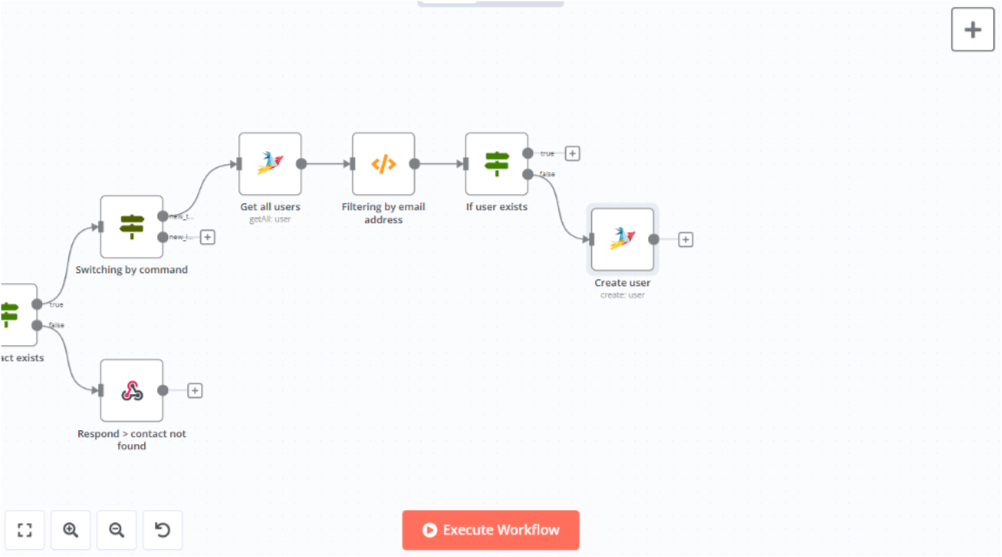 true
false
Get all users
getAll: user
Filtering by email
address
If user exists
new_t...
new_i...
Switching by command
Create user
create: user
true
false
act exists
Respond > contact not
found
Execute Workflow